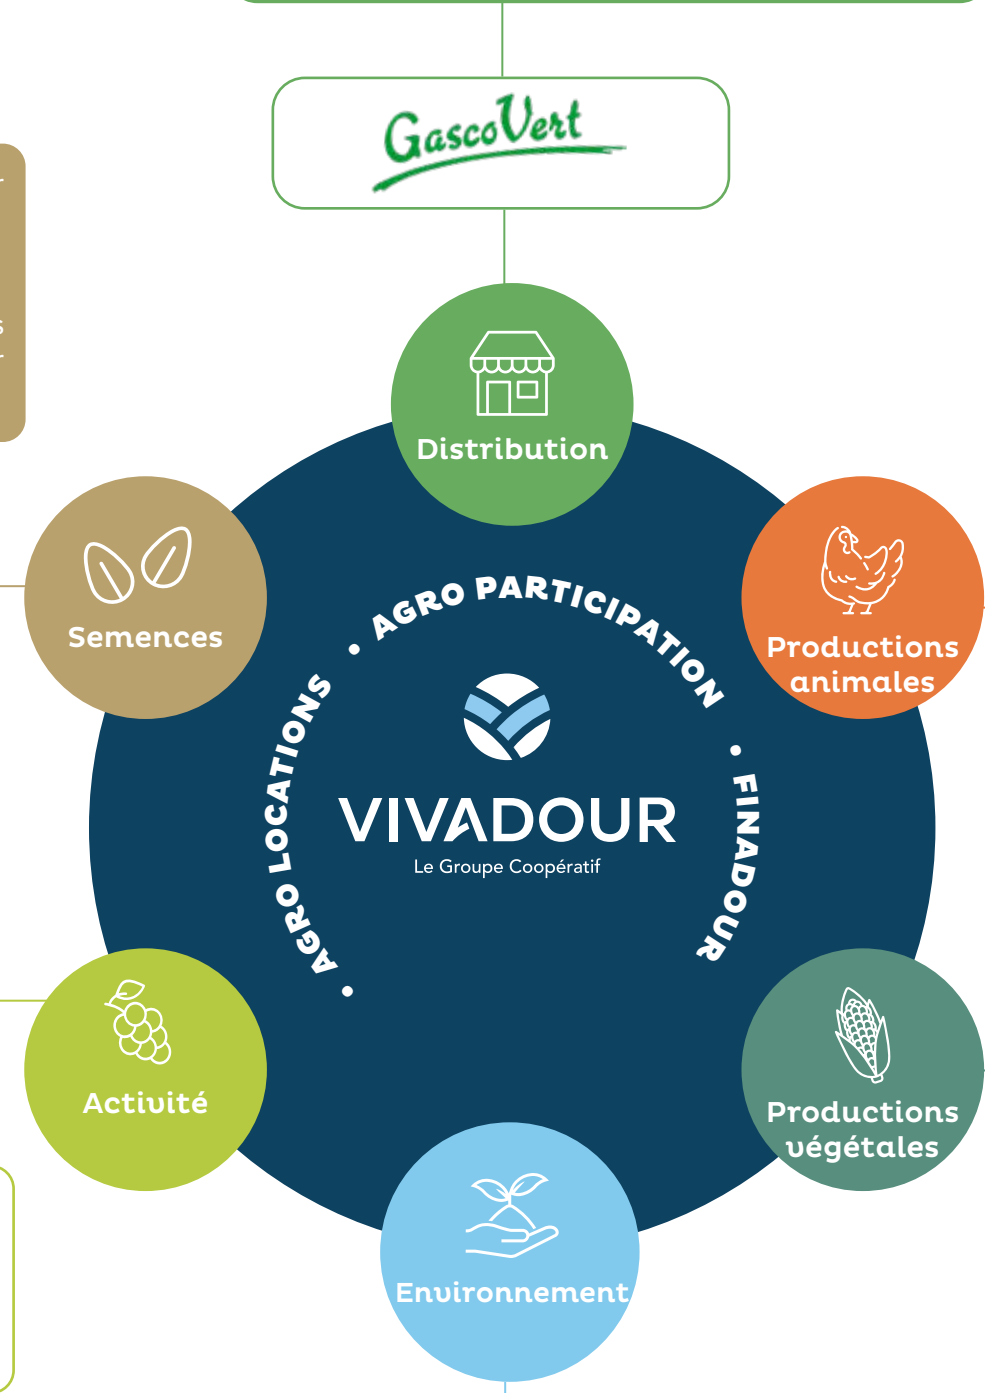 GascoVert
Distribution
Semences
Productions
animales
• AGRO LOCATIONS • AGRO PARTICIPATION • FINADOUR
VIVADOUR
Le Groupe Coopératif
Activité
Productions
végétales
Environnement